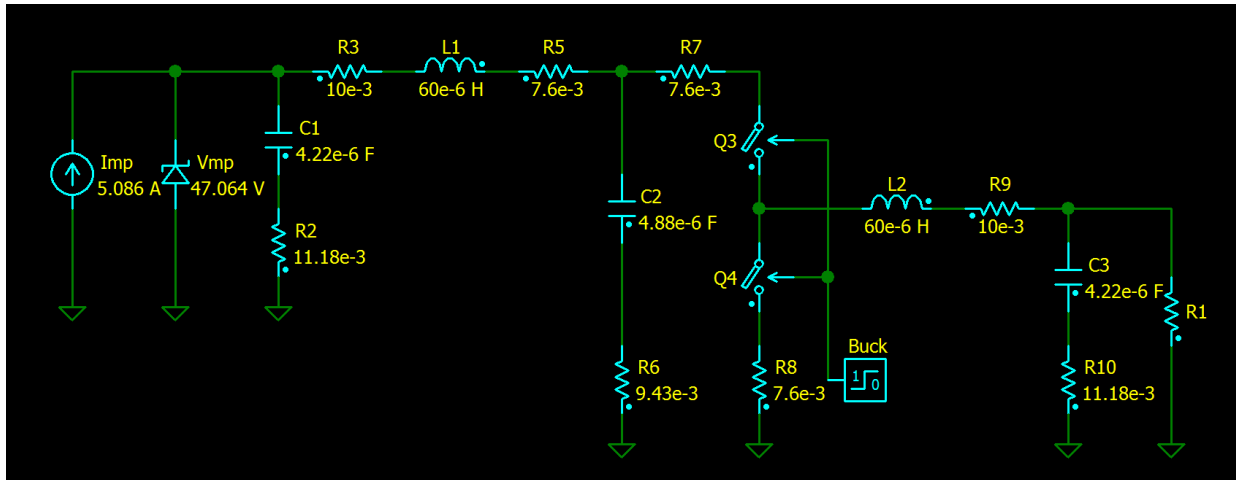 R3
10e-3
L1
60e-6 H
R5
7.6e-3
R7
7.6e-3
Imp
5.086 A
Vmp
47.064 V
C1
4.22e-6 F
R2
11.18e-3
C2
4.88e-6 F
R6
9.43e-3
Q3
Q4
L2
60e-6 H
R9
10e-3
C3
4.22e-6 F
R1
R10
11.18e-3
R8
7.6e-3
Buck
1
0